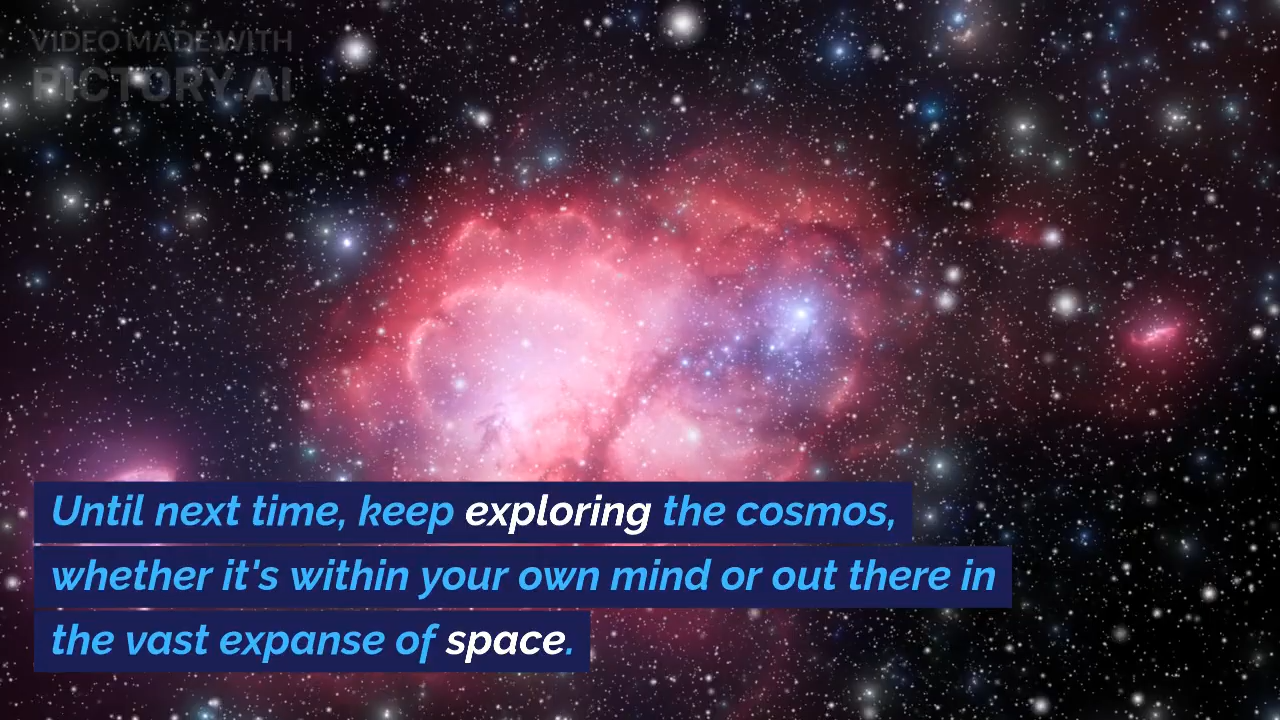 VIDEO MADE WITH
PICTORY.AI
Until next time, keep exploring the cosmos,
whether it's within your own mind or out there in
the vast expanse of space.